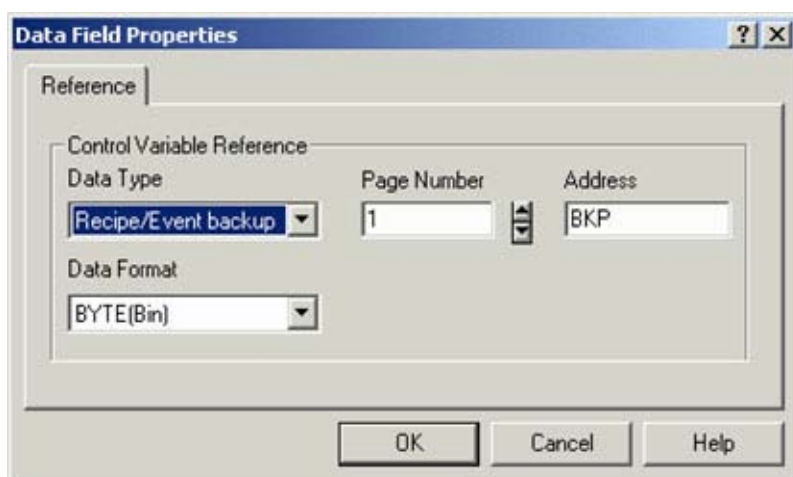 Data Field Properties
Reference
Control Variable Reference
Data Type Page Number Address
Recipe/Event backup 1 BKP
Data Format
BYTE(Bin)
OK Cancel Help